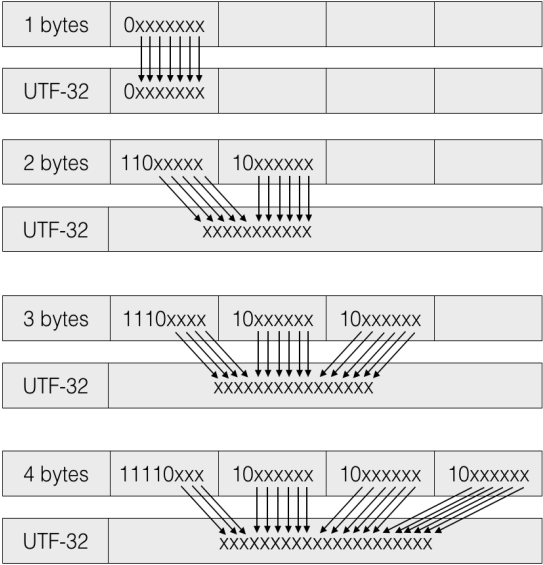 1 bytes 0xxxxxxx
UTF-32 0xxxxxxx
2 bytes 110xxxxx 10xxxxxx
UTF-32 xxxxxxxxxxx
3 bytes 1110xxxx 10xxxxxx 10xxxxxx
UTF-32 xxxxxxxxxxxxxxxx
4 bytes 11110xxx 10xxxxxx 10xxxxxx 10xxxxxx
UTF-32 xxxxxxxxxxxxxxxxxxxxx